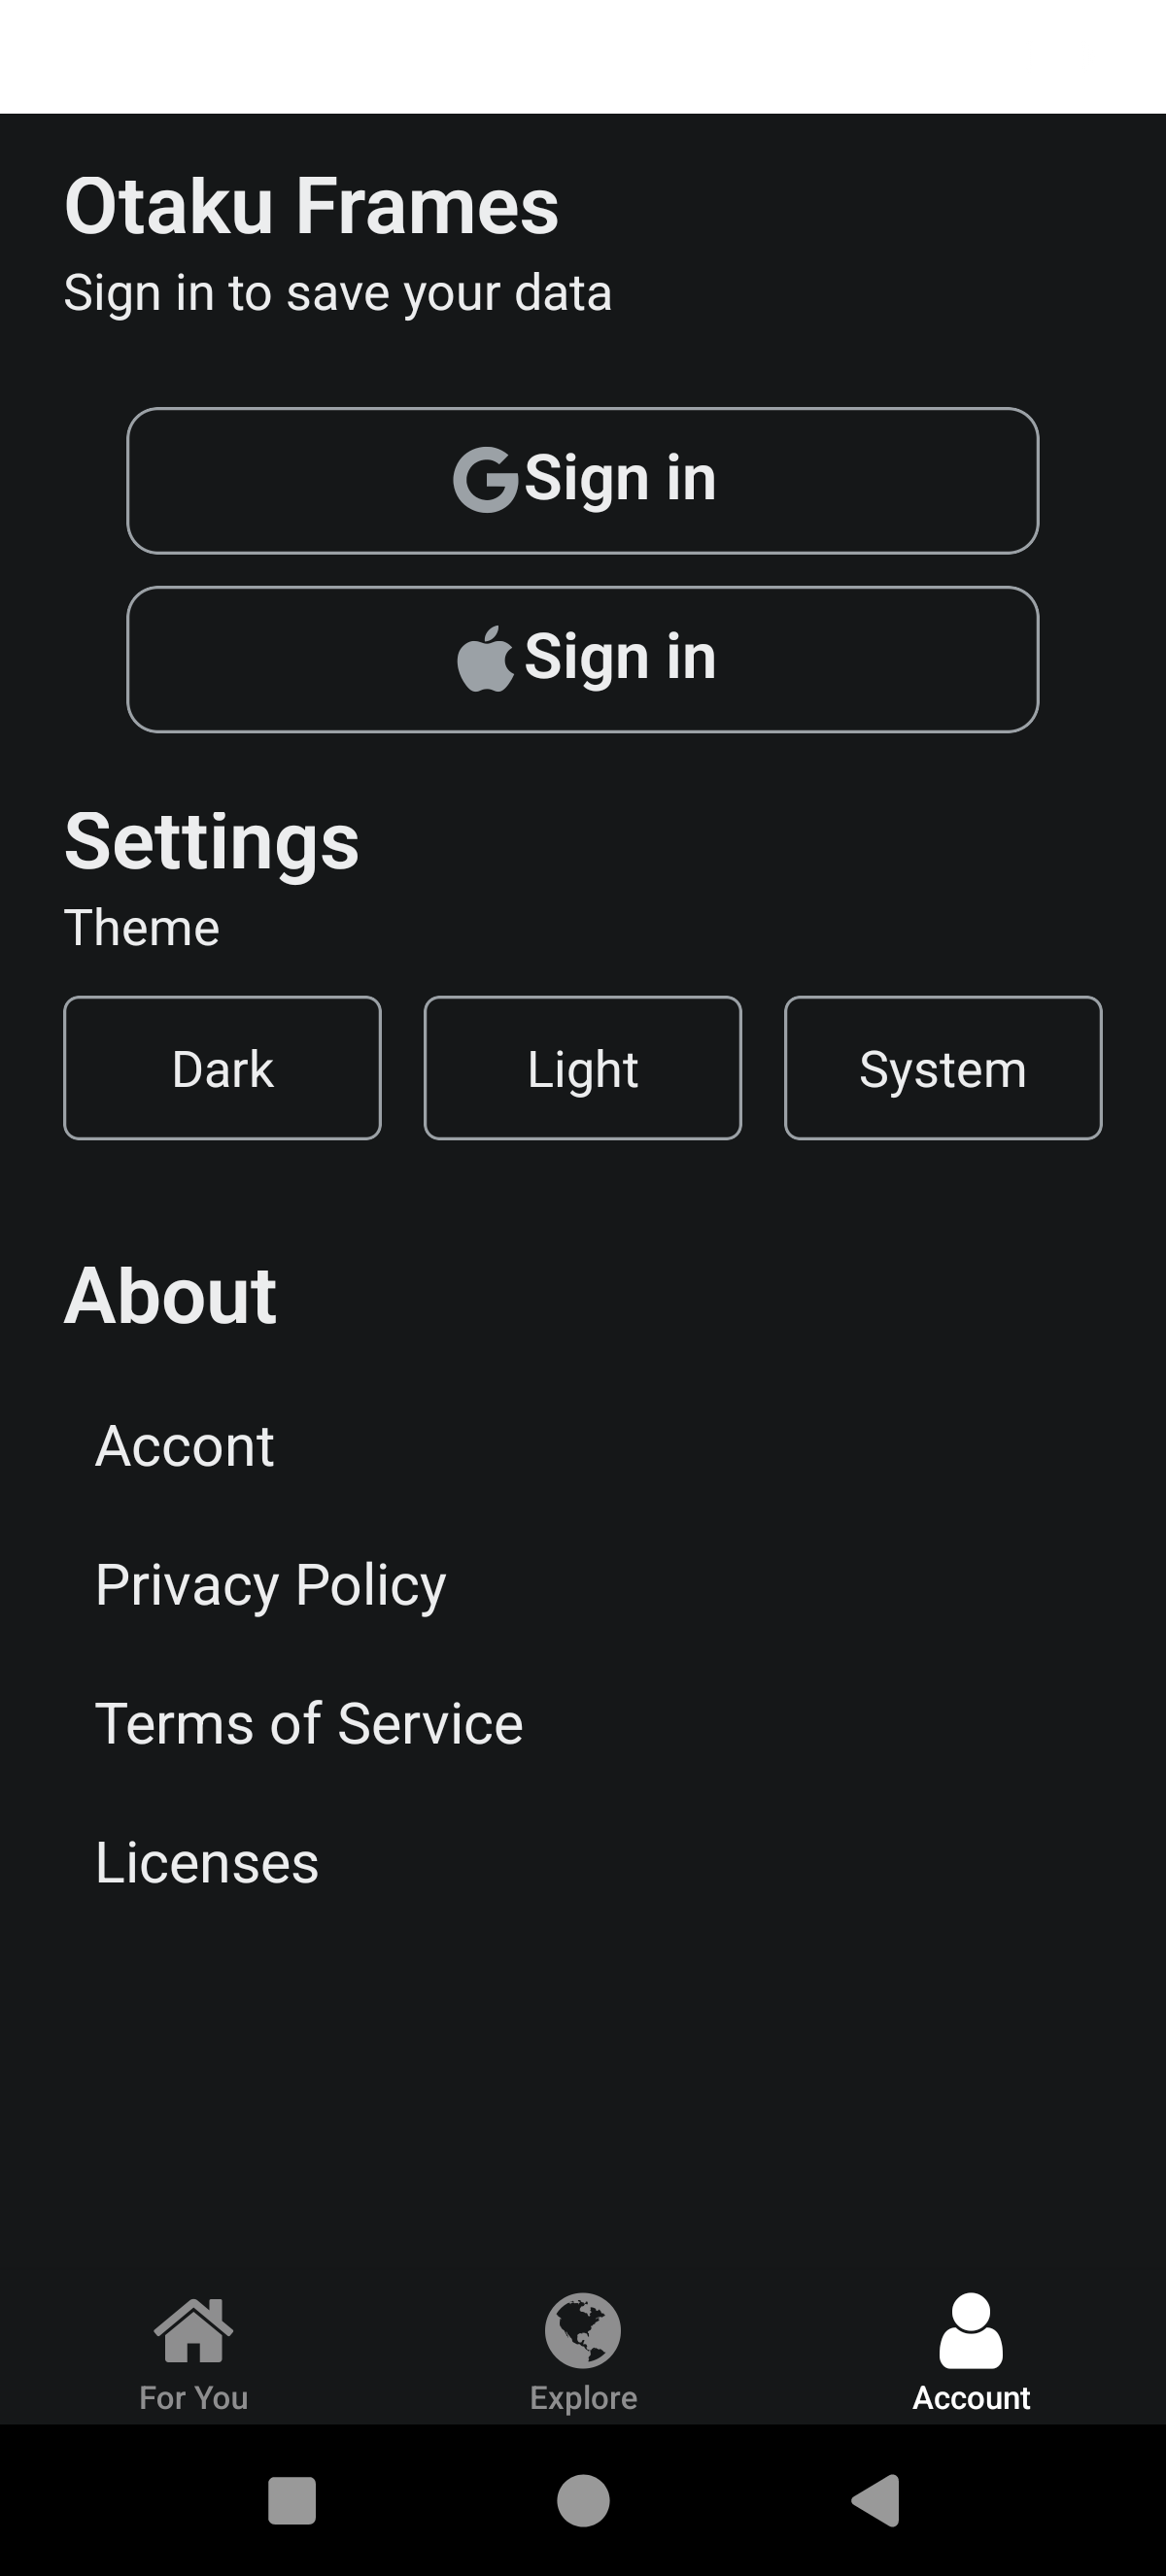 Otaku Frames
Sign in to save your data
Sign in
Sign in
Settings
Theme
Dark
Light
System
About
Accont
Privacy Policy
Terms of Service
Licenses
For You
Explore
Account